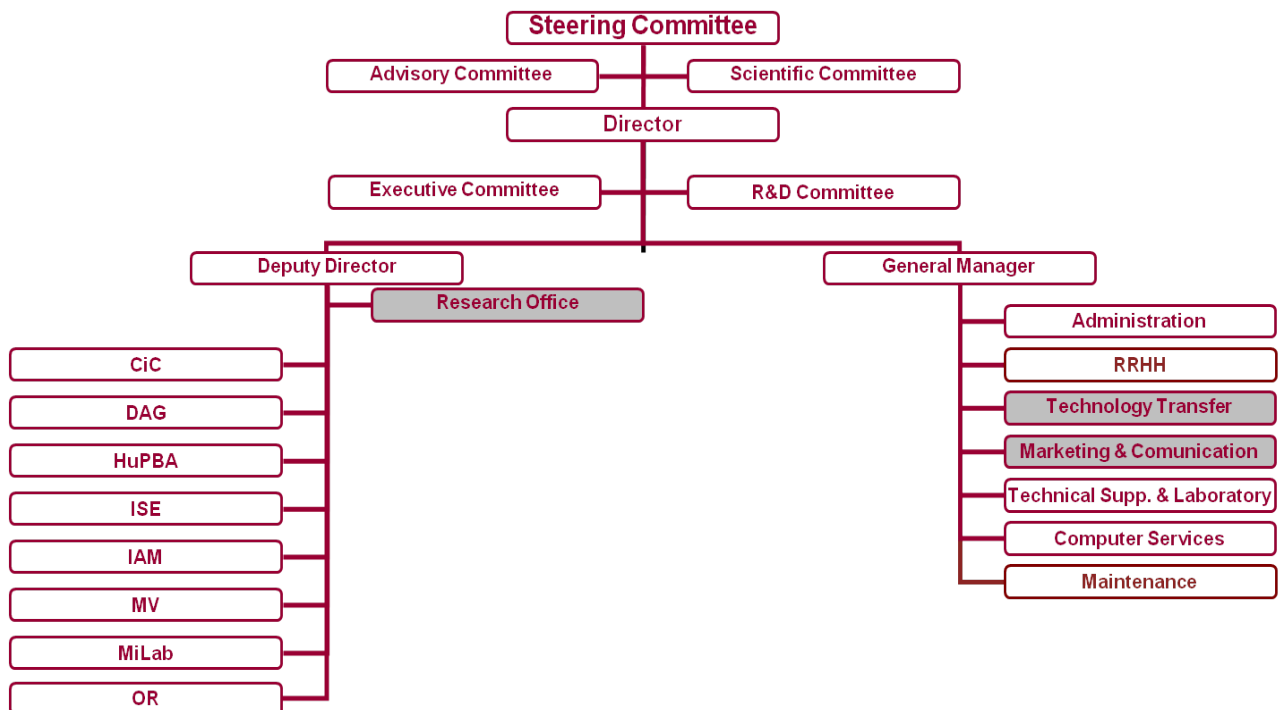 Steering Committee
Advisory Committee
Scientific Committee
Director
Executive Committee
R&D Committee
Deputy Director
General Manager
Research Office
CiC
DAG
HuPBA
ISE
IAM
MV
MiLab
OR
Administration
RRHH
Technology Transfer
Marketing & Comunication
Technical Supp. & Laboratory
Computer Services
Maintenance